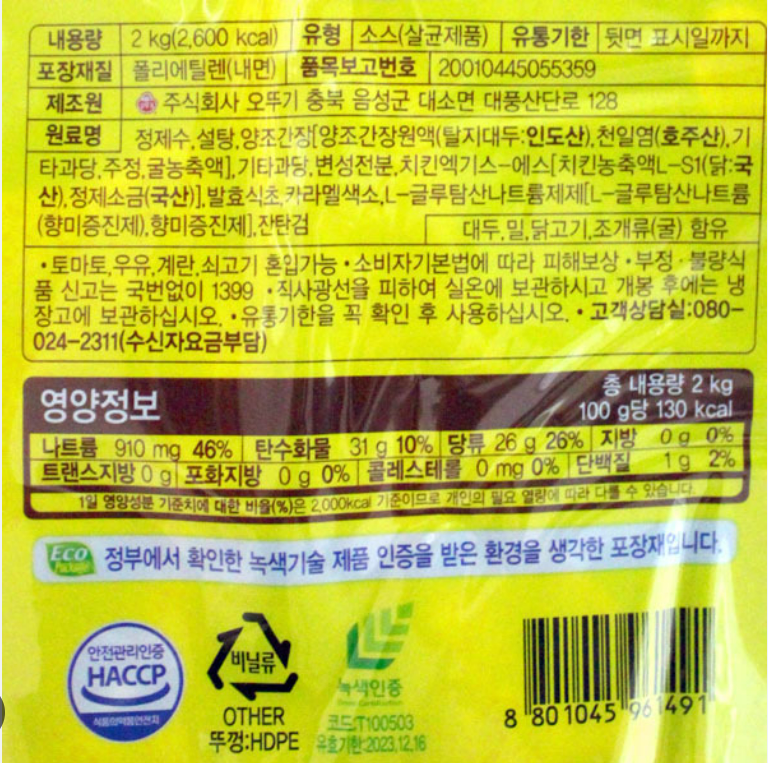 내용량 2 kg(2,600 kcal) 유형 소스(살균제품) 유통기한 뒷면 표시일까지
포장재질 폴리에틸렌(내면) 품목보고번호 20010445055359
제조원 주식회사 오뚜기 충북 음성군 대소면 대풍산단로 128
원료명 정제수,설탕,양조간장[양조간장원액(탈지대두:인도산),천일염(호주산),기
타과당,주정,굴농축액],기타과당,변성전분,치킨엑기스-에스[치킨농축액L-S1(닭:국
산),정제소금(국산)],발효식초,카라멜색소,L-글루탐산나트륨제제[L-글루탐산나트륨
(향미증진제),향미증진제],잔탄검
대두,밀,닭고기,조개류(굴) 함유
•토마토,우유,계란,쇠고기 혼입가능 •소비자기본법에 따라 피해보상 •부정·불량식
품 신고는 국번없이 1399 •직사광선을 피하여 실온에 보관하시고 개봉 후에는 냉
장고에 보관하십시오. •유통기한을 꼭 확인 후 사용하십시오. •고객상담실:080-
024-2311(수신자요금부담)
영양정보
총 내용량 2 kg
100 g당 130 kcal
나트륨 910 mg 46% 탄수화물 31 g 10% 당류 26 g 26% 지방 0 g 0%
트랜스지방 0 g 포화지방 0 g 0% 콜레스테롤 0 mg 0% 단백질 1 g 2%
1일 영양성분 기준치에 대한 비율(%)은 2,000kcal 기준이므로 개인의 필요 열량에 따라 다를 수 있습니다.
ECO
Package
정부에서 확인한 녹색기술 제품 인증을 받은 환경을 생각한 포장재입니다.
안전관리인증
HACCP
식품의약품안전처
비닐류
OTHER
뚜껑:HDPE
녹색인증
Green Certification
코드:T100503
유효기한:2023.12.16
8 801045 961491